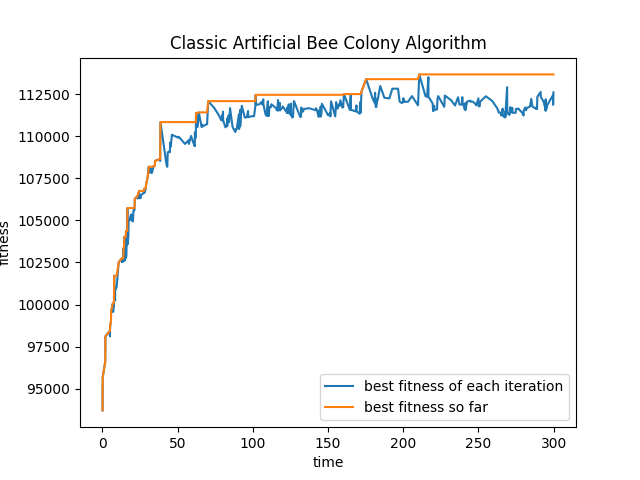 Classic Artificial Bee Colony Algorithm
fitness
112500
110000
107500
105000
102500
100000
97500
95000
0 50 100 150 200 250 300
time
best fitness of each iteration
best fitness so far